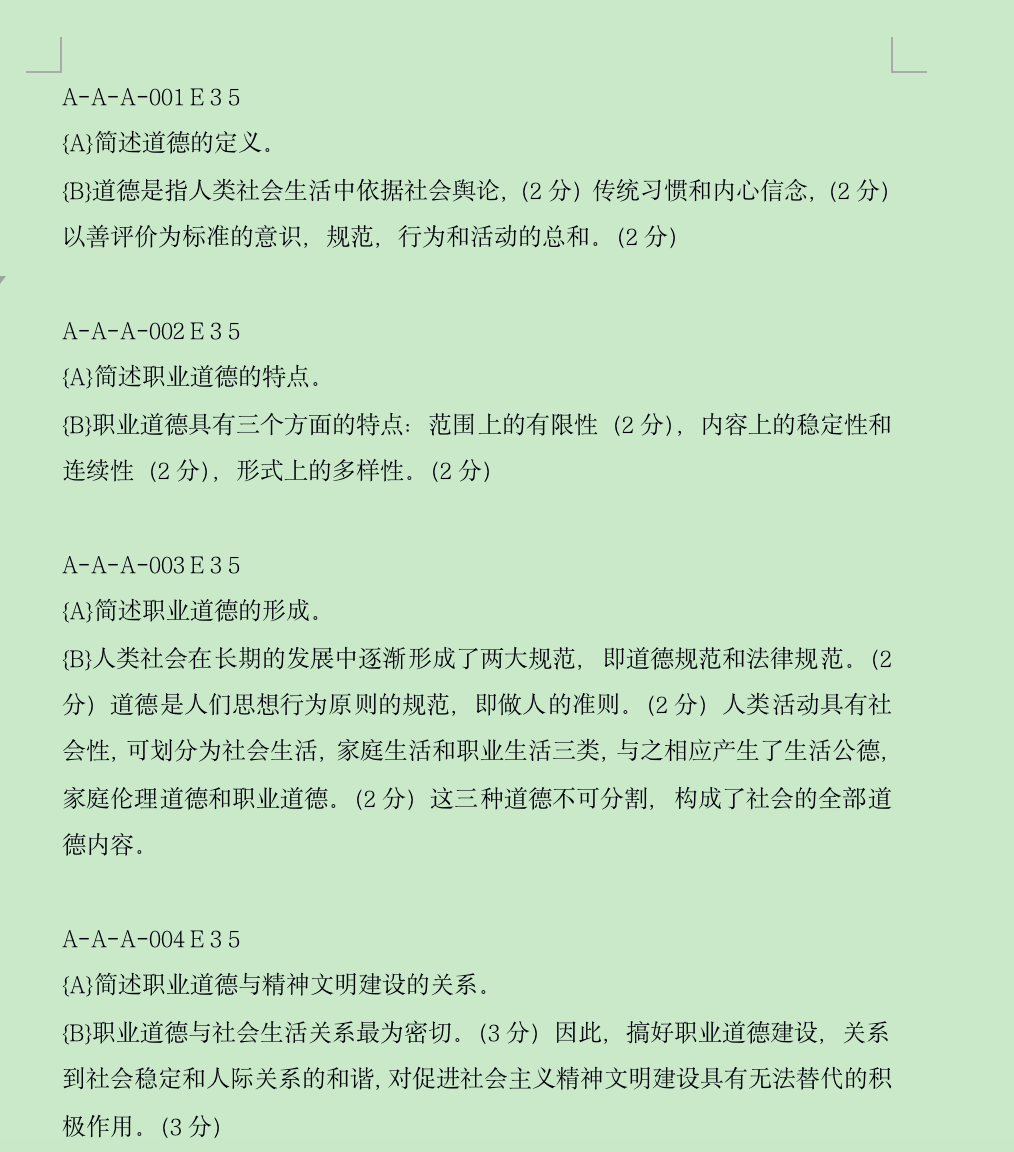 A-A-A-001 E 3 5
{A}简述道德的定义。
{B}道德是指人类社会生活中依据社会舆论,(2 分) 传统习惯和内心信念,(2 分)
以善评价为标准的意识, 规范, 行为和活动的总和。(2 分)
A-A-A-002 E 3 5
{A}简述职业道德的特点。
{B}职业道德具有三个方面的特点: 范围上的有限性 (2 分), 内容上的稳定性和
连续性 (2 分), 形式上的多样性。(2 分)
A-A-A-003 E 3 5
{A}简述职业道德的形成。
{B}人类社会在长期的发展中逐渐形成了两大规范, 即道德规范和法律规范。(2
分) 道德是人们思想行为原则的规范, 即做人的准则。(2 分) 人类活动具有社
会性, 可划分为社会生活, 家庭生活和职业生活三类, 与之相应产生了生活公德,
家庭伦理道德和职业道德。(2 分) 这三种道德不可分割, 构成了社会的全部道
德内容。
A-A-A-004 E 3 5
{A}简述职业道德与精神文明建设的关系。
{B}职业道德与社会生活关系最为密切。(3 分) 因此, 搞好职业道德建设, 关系
到社会稳定和人际关系的和谐, 对促进社会主义精神文明建设具有无法替代的积
极作用。(3 分)